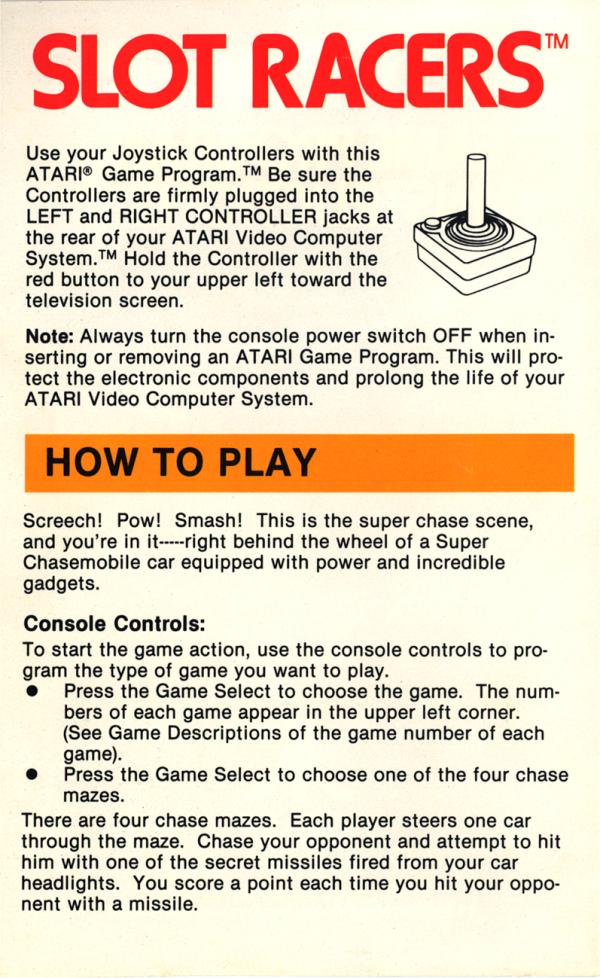 SLOT RACERS™
Use your Joystick Controllers with this
ATARI® Game Program.™ Be sure the
Controllers are firmly plugged into the
LEFT and RIGHT CONTROLLER jacks at
the rear of your ATARI Video Computer
System.™ Hold the Controller with the
red button to your upper left toward the
television screen.
Note: Always turn the console power switch OFF when in-
serting or removing an ATARI Game Program. This will pro-
tect the electronic components and prolong the life of your
ATARI Video Computer System.
HOW TO PLAY
Screech! Pow! Smash! This is the super chase scene,
and you're in it-----right behind the wheel of a Super
Chasemobile car equipped with power and incredible
gadgets.
Console Controls:
To start the game action, use the console controls to pro-
gram the type of game you want to play.
● Press the Game Select to choose the game. The num-
bers of each game appear in the upper left corner.
(See Game Descriptions of the game number of each
game).
● Press the Game Select to choose one of the four chase
mazes.
There are four chase mazes. Each player steers one car
through the maze. Chase your opponent and attempt to hit
him with one of the secret missiles fired from your car
headlights. You score a point each time you hit your oppo-
nent with a missile.